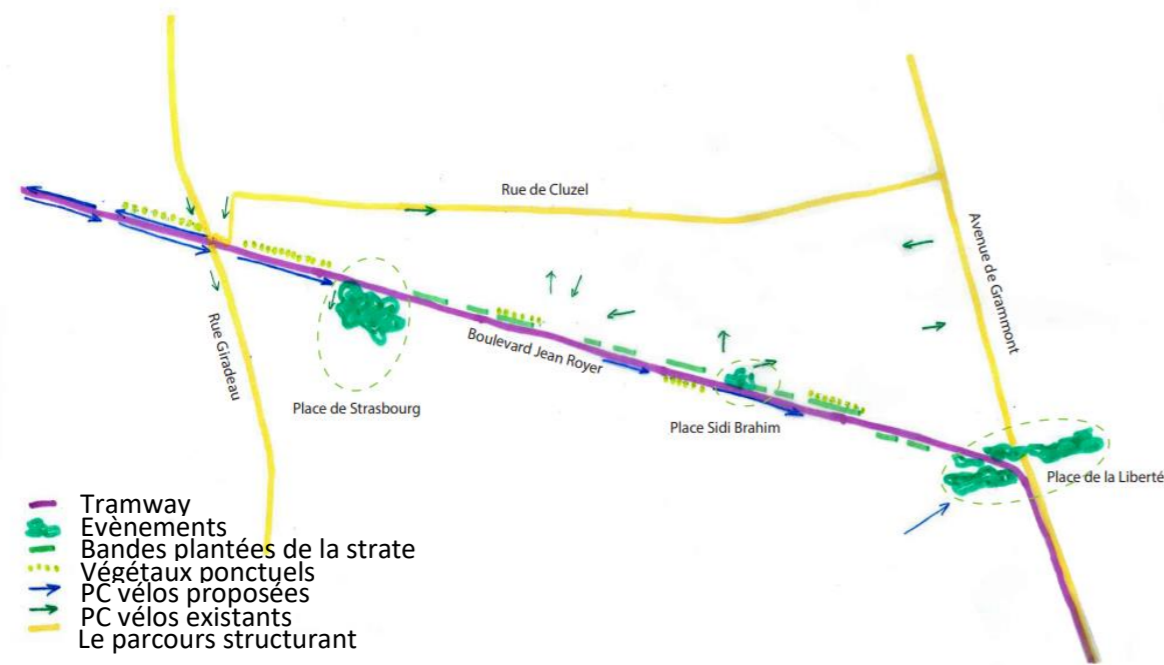 Rue de Cluzel
Avenue de Grammont
Rue Giradeau
Boulevard Jean Royer
Place de Strasbourg
Place Sidi Brahim
Place de la Liberté
Tramway
Evènements
Bandes plantées de la strate
Végétaux ponctuels
PC vélos proposées
PC vélos existants
Le parcours structurant